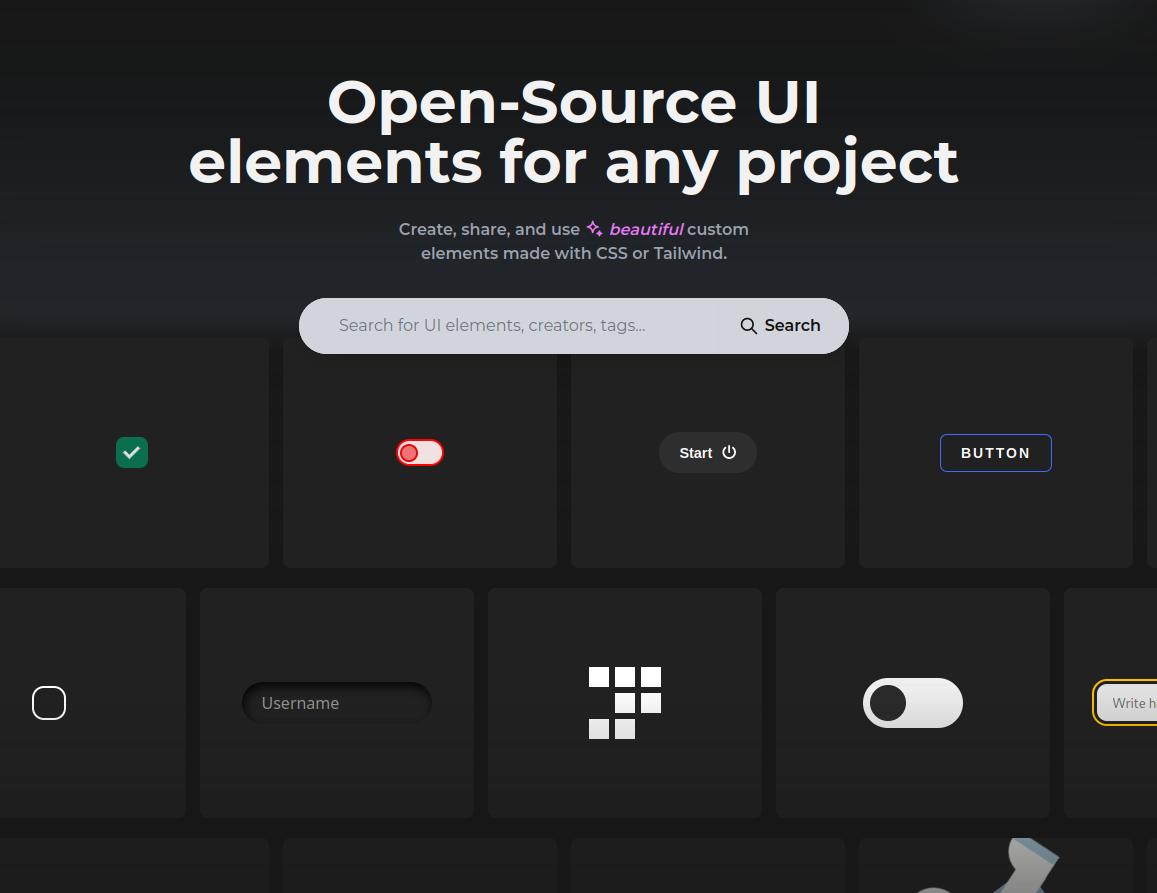 Open-Source UI
elements for any project
Create, share, and use beautiful custom
elements made with CSS or Tailwind.
Search for UI elements, creators, tags...
Search
Start
BUTTON
Username
Write h